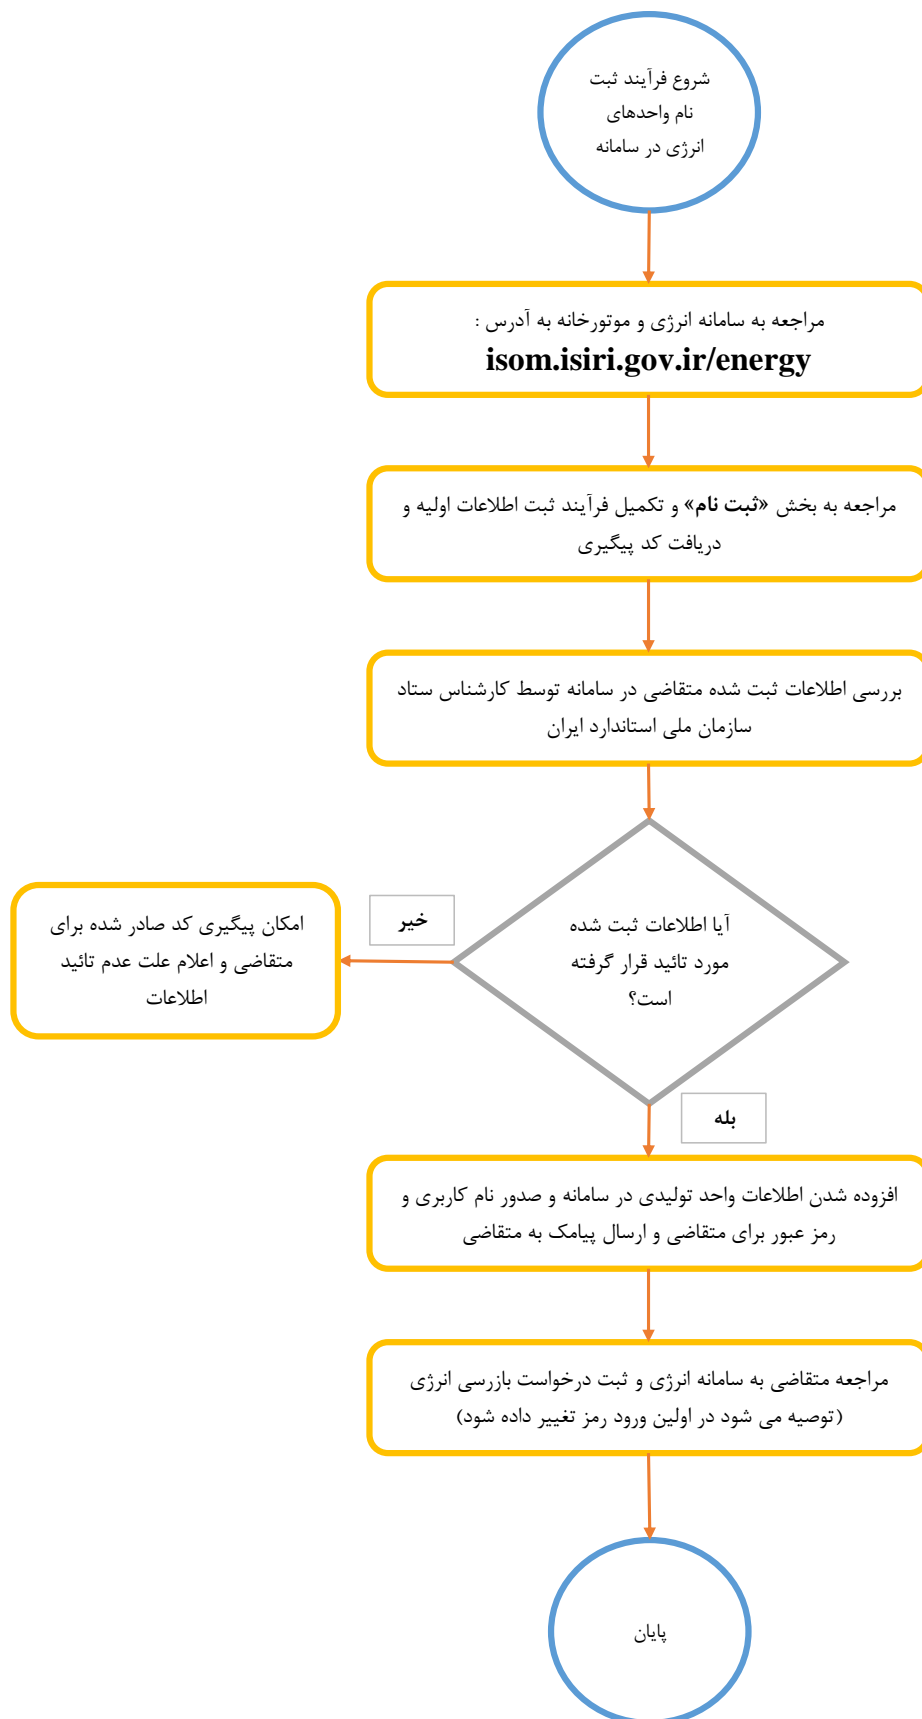 شروع فرآیند ثبت
نام واحدهای
انرژی در سامانه
مراجعه به سامانه انرژی و موتورخانه به آدرس :
isom.isiri.gov.ir/energy
مراجعه به بخش «ثبت نام» و تکمیل فرآیند ثبت اطلاعات اولیه و
دریافت کد پیگیری
بررسی اطلاعات ثبت شده متقاضی در سامانه توسط کارشناس ستاد
سازمان ملی استاندارد ایران
آیا اطلاعات ثبت شده
مورد تائید قرار گرفته
است؟
خیر
امکان پیگیری کد صادر شده برای
متقاضی و اعلام علت عدم تائید
اطلاعات
بله
افزوده شدن اطلاعات واحد تولیدی در سامانه و صدور نام کاربری و
رمز عبور برای متقاضی و ارسال پیامک به متقاضی
مراجعه متقاضی به سامانه انرژی و ثبت درخواست بازرسی انرژی
(توصیه می شود در اولین ورود رمز تغییر داده شود)
پایان